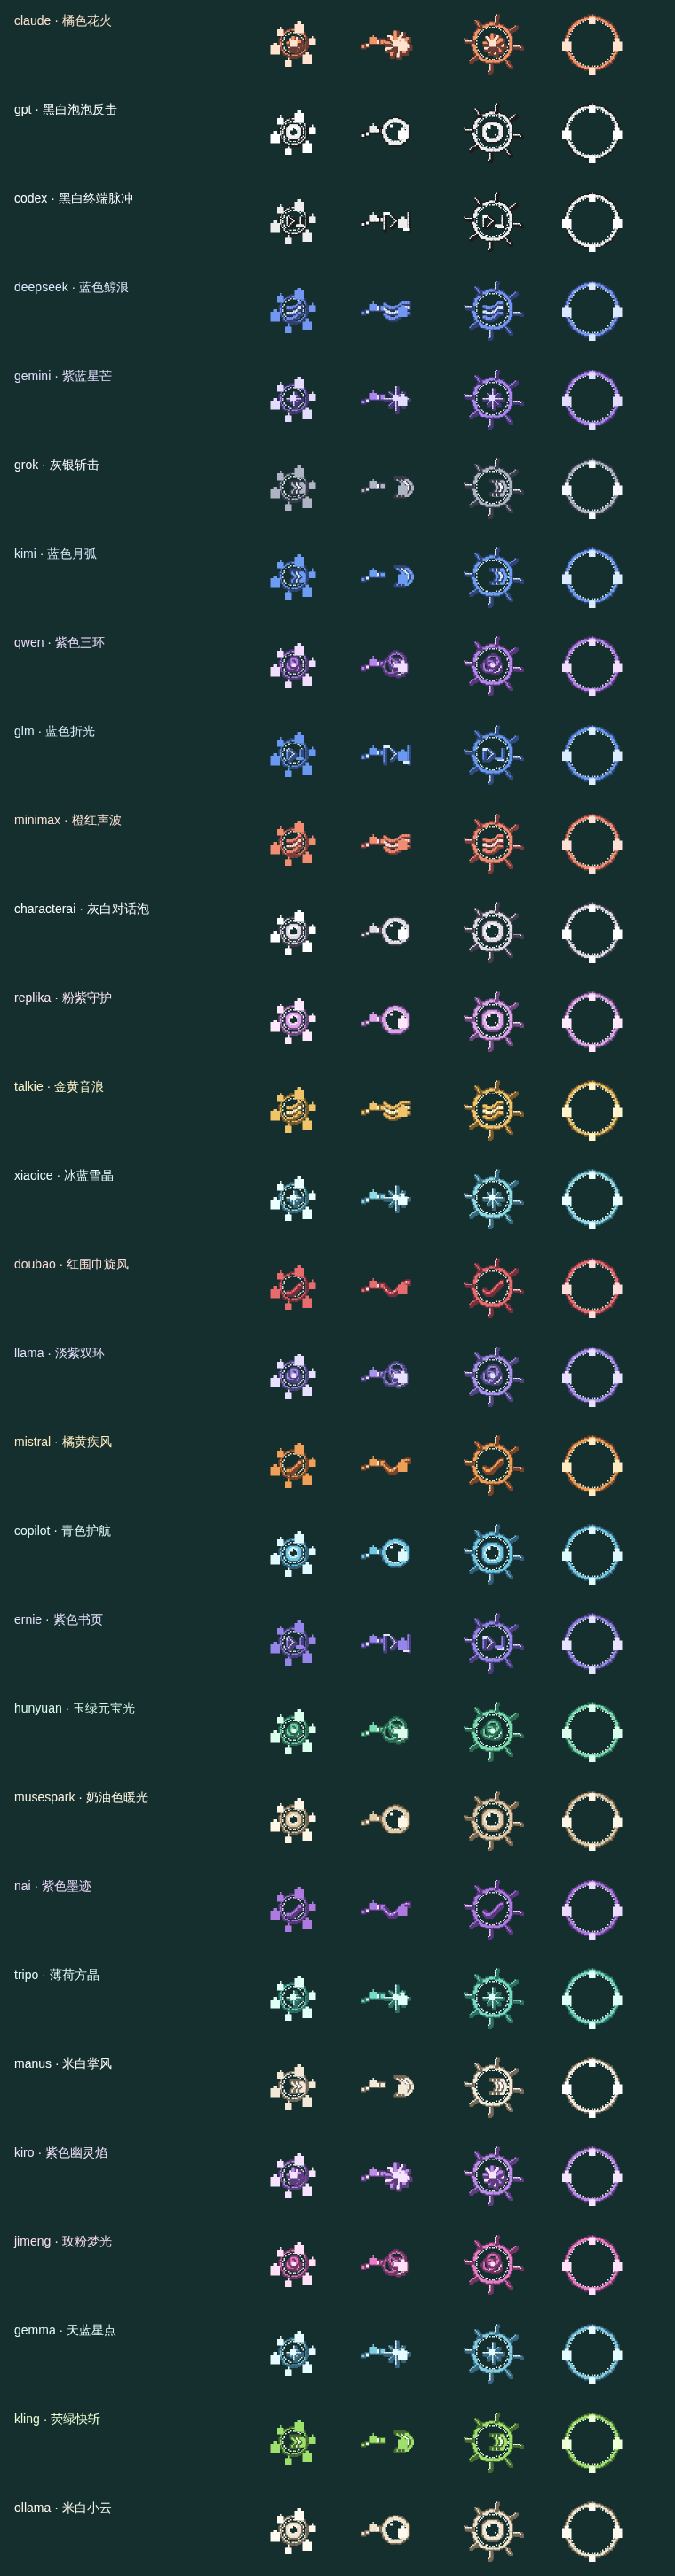 claude · 橘色花火
gpt · 黑白泡泡反击
codex · 黑白终端脉冲
deepseek · 蓝色鲸浪
gemini · 紫蓝星芒
grok · 灰银斩击
kimi · 蓝色月弧
qwen · 紫色三环
glm · 蓝色折光
minimax · 橙红声波
characterai · 灰白对话泡
replika · 粉紫守护
talkie · 金黄音浪
xiaoice · 冰蓝雪晶
doubao · 红围巾旋风
llama · 淡紫双环
mistral · 橘黄疾风
copilot · 青色护航
ernie · 紫色书页
hunyuan · 玉绿元宝光
musespark · 奶油色暖光
nai · 紫色墨迹
tripo · 薄荷方晶
manus · 米白掌风
kiro · 紫色幽灵焰
jimeng · 玫粉梦光
gemma · 天蓝星点
kling · 荧绿快斩
ollama · 米白小云